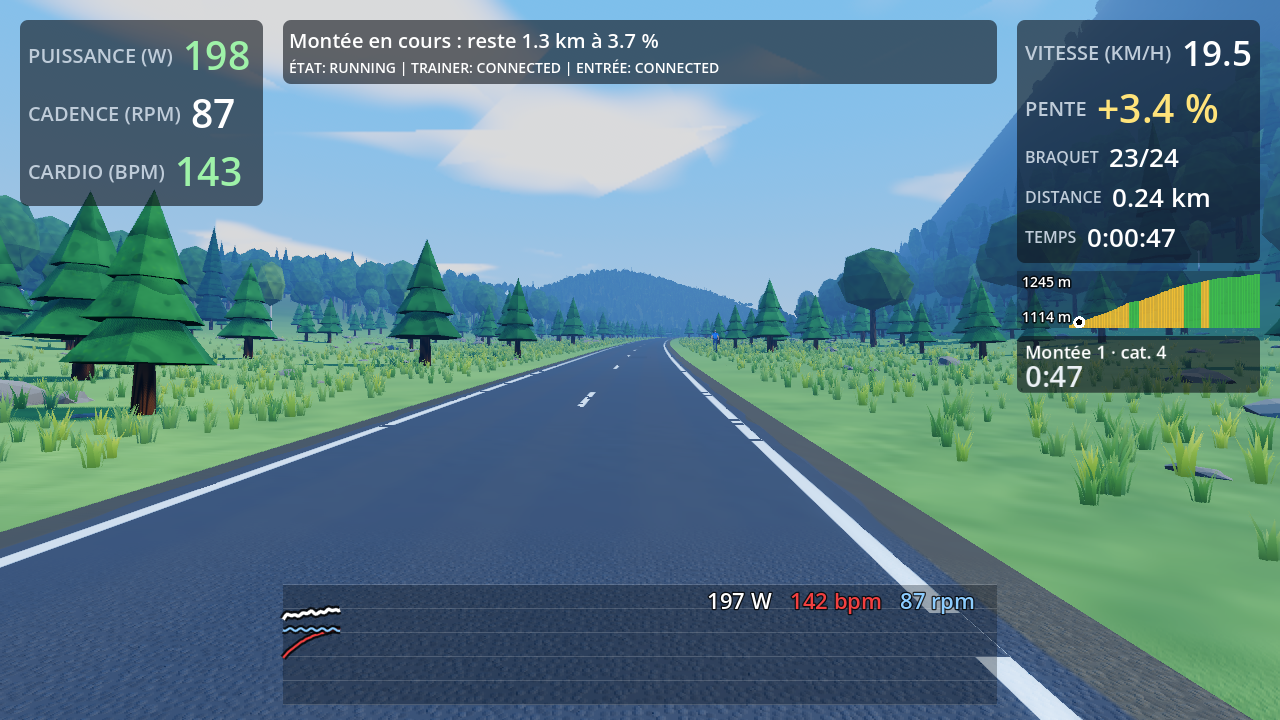 PUISSANCE (W) 198
CADENCE (RPM) 87
CARDIO (BPM) 143
Montée en cours : reste 1.3 km à 3.7 %
ÉTAT: RUNNING | TRAINER: CONNECTED | ENTRÉE: CONNECTED
VITESSE (KM/H) 19.5
PENTE +3.4 %
BRAQUET 23/24
DISTANCE 0.24 km
TEMPS 0:00:47
1245 m
1114 m
Montée 1 · cat. 4
0:47
197 W 142 bpm 87 rpm